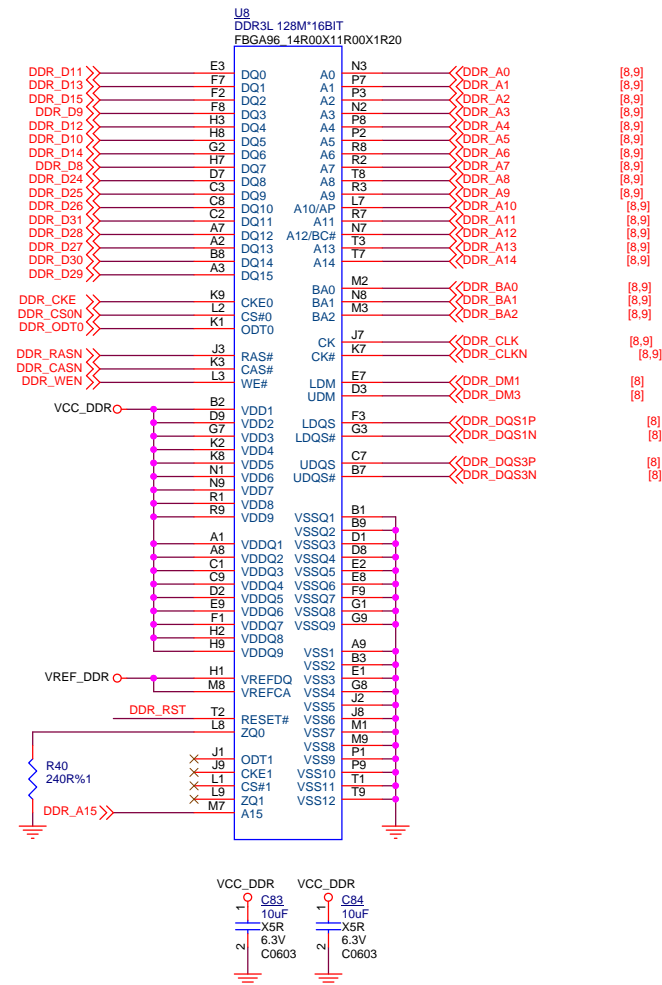 U8
DDR3L 128M*16BIT
FBGA96_14R00X11R00X1R20
DDR_D11 E3 DQ0 A0 N3 DDR_A0 [8,9]
DDR_D13 F7 DQ1 A1 P7 DDR_A1 [8,9]
DDR_D15 F2 DQ2 A2 P3 DDR_A2 [8,9]
DDR_D9 F8 DQ3 A3 N2 DDR_A3 [8,9]
DDR_D12 H3 DQ4 A4 P8 DDR_A4 [8,9]
DDR_D10 H8 DQ5 A5 P2 DDR_A5 [8,9]
DDR_D14 G2 DQ6 A6 R8 DDR_A6 [8,9]
DDR_D8 H7 DQ7 A7 R2 DDR_A7 [8,9]
DDR_D24 D7 DQ8 A8 T8 DDR_A8 [8,9]
DDR_D25 C3 DQ9 A9 R3 DDR_A9 [8,9]
DDR_D26 C8 DQ10 A10/AP L7 DDR_A10 [8,9]
DDR_D31 C2 DQ11 A11 R7 DDR_A11 [8,9]
DDR_D28 A7 DQ12 A12/BC# N7 DDR_A12 [8,9]
DDR_D27 A2 DQ13 A13 T3 DDR_A13 [8,9]
DDR_D30 B8 DQ14 A14 T7 DDR_A14 [8,9]
DDR_D29 A3 DQ15
BA0 M2 DDR_BA0 [8,9]
DDR_CKE K9 CKE0 BA1 N8 DDR_BA1 [8,9]
DDR_CS0N L2 CS#0 BA2 M3 DDR_BA2 [8,9]
DDR_ODT0 K1 ODT0
CK J7 DDR_CLK [8,9]
DDR_RASN J3 RAS# CK# K7 DDR_CLKN [8,9]
DDR_CASN K3 CAS#
DDR_WEN L3 WE# LDM E7 DDR_DM1 [8]
UDM D3 DDR_DM3 [8]
VCC_DDR B2 VDD1
D9 VDD2 LDQS F3 DDR_DQS1P [8]
G7 VDD3 LDQS# G3 DDR_DQS1N [8]
K2 VDD4
K8 VDD5 UDQS C7 DDR_DQS3P [8]
N1 VDD6 UDQS# B7 DDR_DQS3N [8]
N9 VDD7
R1 VDD8
R9 VDD9 VSSQ1 B1
VSSQ2 B9
A1 VDDQ1 VSSQ3 D1
A8 VDDQ2 VSSQ4 D8
C1 VDDQ3 VSSQ5 E2
C9 VDDQ4 VSSQ6 E8
D2 VDDQ5 VSSQ7 F9
E9 VDDQ6 VSSQ8 G1
F1 VDDQ7 VSSQ9 G9
H2 VDDQ8
H9 VDDQ9 VSS1 A9
VSS2 B3
VREF_DDR H1 VREFDQ VSS3 E1
M8 VREFCA VSS4 G8
VSS5 J2
DDR_RST T2 RESET# VSS6 J8
L8 ZQ0 VSS7 M1
VSS8 M9
J1 ODT1 VSS9 P1
J9 CKE1 VSS10 P9
L1 CS#1 VSS11 T1
L9 ZQ1 VSS12 T9
DDR_A15 M7 A15
R40
240R%1
VCC_DDR VCC_DDR
1 C83 1 C84
10uF 10uF
X5R X5R
2 6.3V 2 6.3V
C0603 C0603